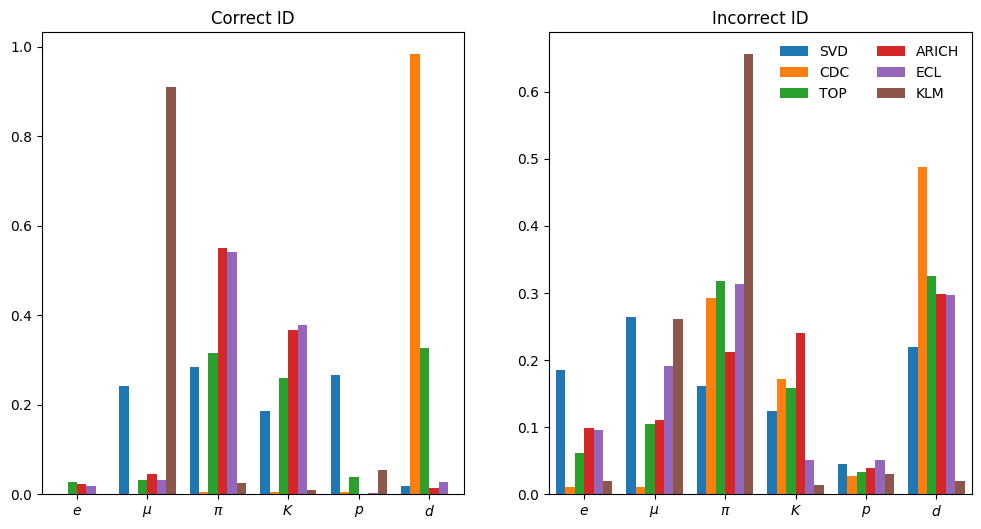 Correct ID
1.0
0.8
0.6
0.4
0.2
0.0
e μ π K p d
Incorrect ID
0.6
0.5
0.4
0.3
0.2
0.1
0.0
e μ π K p d
SVD
CDC
TOP
ARICH
ECL
KLM